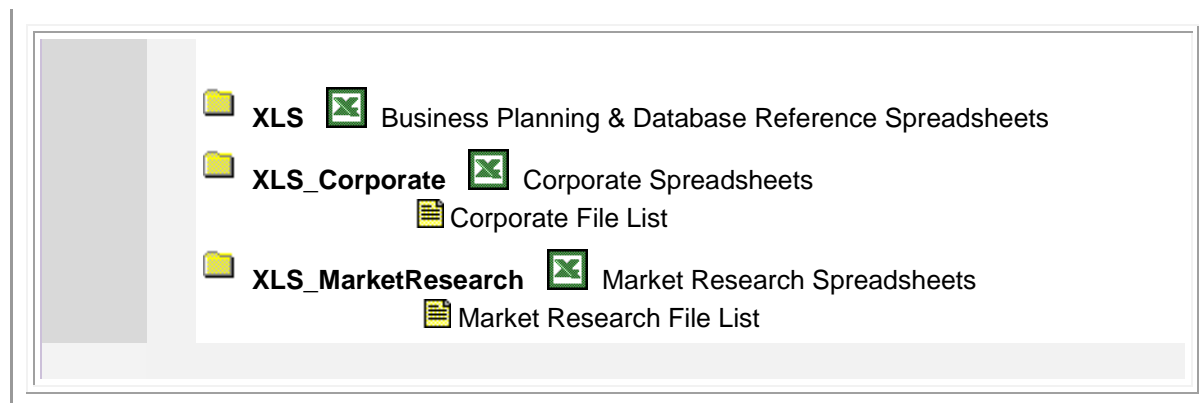 XLS Business Planning & Database Reference Spreadsheets
XLS_Corporate Corporate Spreadsheets
Corporate File List
XLS_MarketResearch Market Research Spreadsheets
Market Research File List